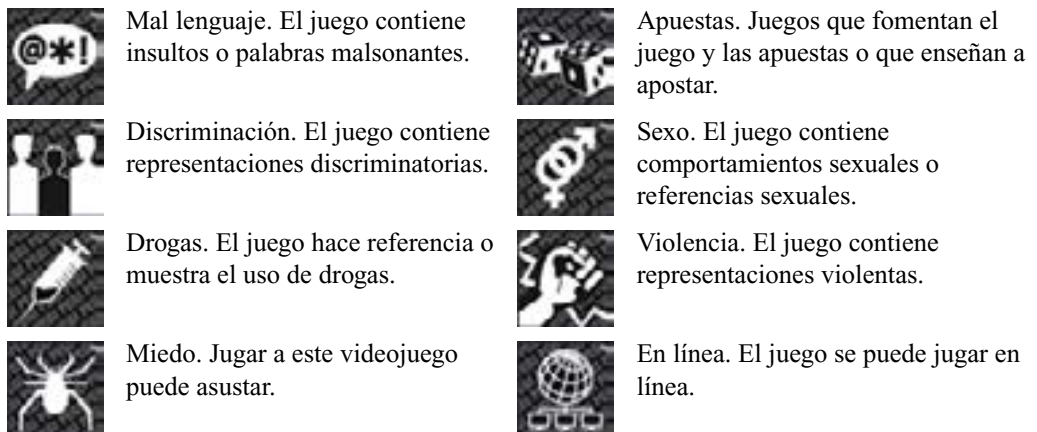 @*!
Mal lenguaje. El juego contiene
insultos o palabras malsonantes.
Apuestas. Juegos que fomentan el
juego y las apuestas o que enseñan a
apostar.
Discriminación. El juego contiene
representaciones discriminatorias.
Sexo. El juego contiene
comportamientos sexuales o
referencias sexuales.
Drogas. El juego hace referencia o
muestra el uso de drogas.
Violencia. El juego contiene
representaciones violentas.
Miedo. Jugar a este videojuego
puede asustar.
En línea. El juego se puede jugar en
línea.